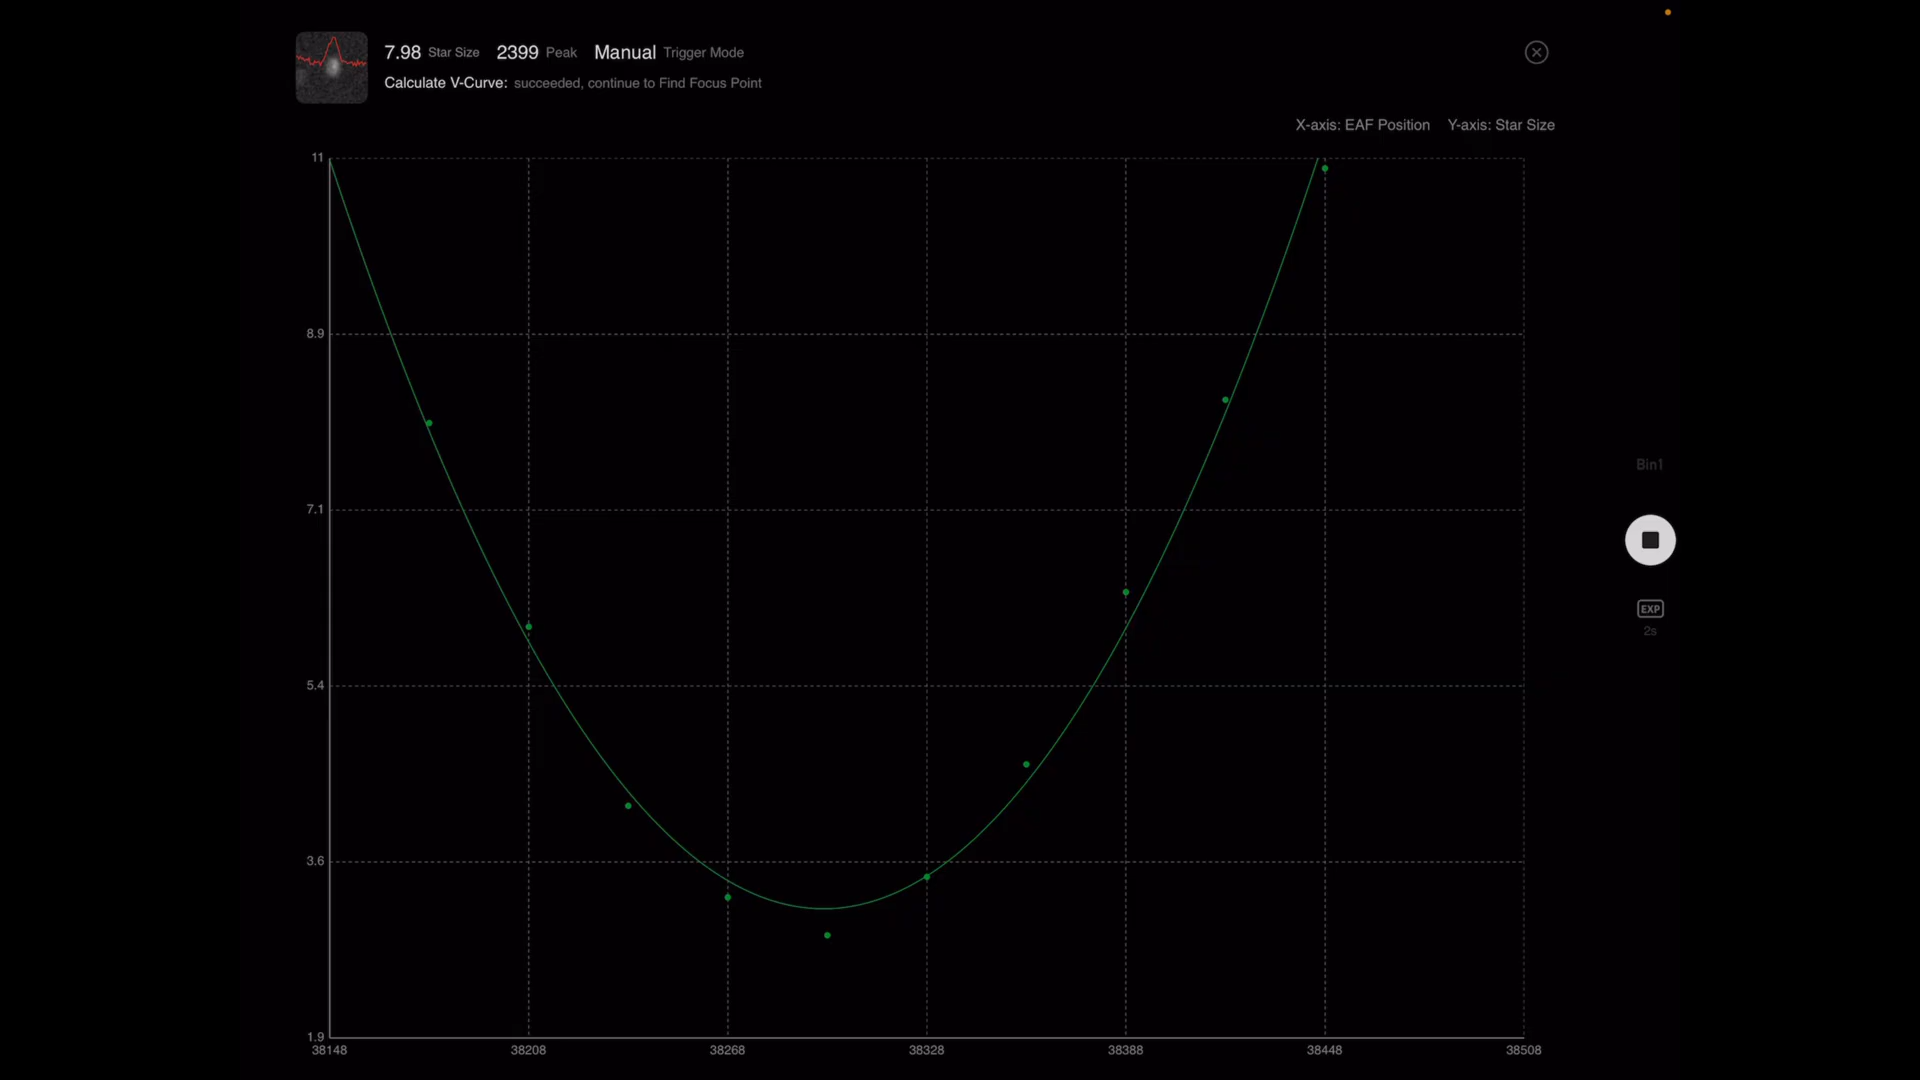 7.98 Star Size 2399 Peak Manual Trigger Mode
Calculate V-Curve: succeeded, continue to Find Focus Point
X-axis: EAF Position Y-axis: Star Size
11
8.9
7.1
5.4
3.6
1.9
38148 38208 38268 38328 38388 38448 38508
Bin1
EXP
2s